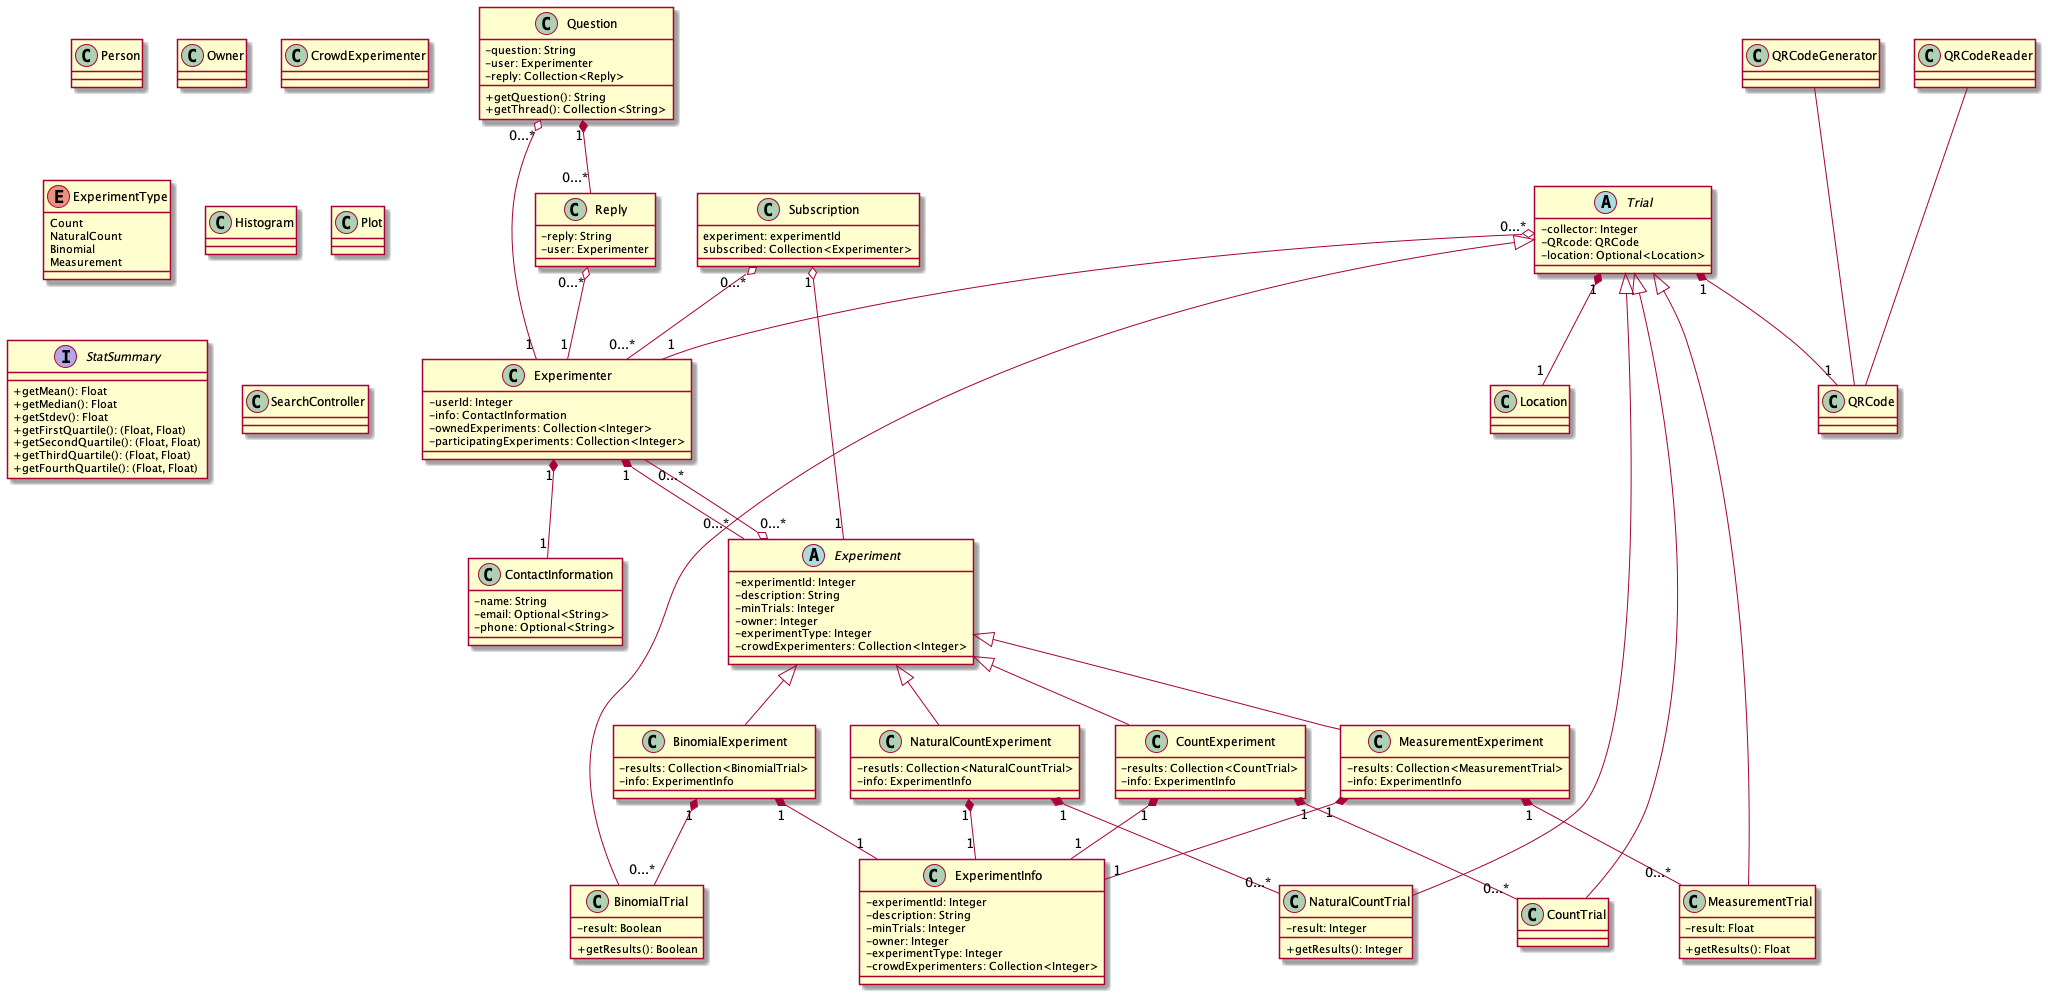 C Person
C Owner
C CrowdExperimenter
C Question
-question: String
-user: Experimenter
-reply: Collection<Reply>
+getQuestion(): String
+getThread(): Collection<String>
C QRCodeGenerator
C QRCodeReader
0...*
1
0...*
E ExperimentType
Count
NaturalCount
Binomial
Measurement
C Histogram
C Plot
C Reply
-reply: String
-user: Experimenter
C Subscription
experiment: experimentId
subscribed: Collection<Experimenter>
A Trial
-collector: Integer
-QRcode: QRCode
-location: Optional<Location>
0...*
0...*
0...*
1
1
1
1
1
0...*
1
1
1
I StatSummary
+getMean(): Float
+getMedian(): Float
+getStdev(): Float
+getFirstQuartile(): (Float, Float)
+getSecondQuartile(): (Float, Float)
+getThirdQuartile(): (Float, Float)
+getFourthQuartile(): (Float, Float)
C SearchController
C Experimenter
-userId: Integer
-info: ContactInformation
-ownedExperiments: Collection<Integer>
-participatingExperiments: Collection<Integer>
C Location
C QRCode
1
1
0...*
0...*
0...*
1
1
C ContactInformation
-name: String
-email: Optional<String>
-phone: Optional<String>
A Experiment
-experimentId: Integer
-description: String
-minTrials: Integer
-owner: Integer
-experimentType: Integer
-crowdExperimenters: Collection<Integer>
C BinomialExperiment
-results: Collection<BinomialTrial>
-info: ExperimentInfo
C NaturalCountExperiment
-resutls: Collection<NaturalCountTrial>
-info: ExperimentInfo
C CountExperiment
-results: Collection<CountTrial>
-info: ExperimentInfo
C MeasurementExperiment
-results: Collection<MeasurementTrial>
-info: ExperimentInfo
1
1
1
1
1
1
1
1
0...*
1
1
1
1
0...*
0...*
0...*
C BinomialTrial
-result: Boolean
+getResults(): Boolean
C ExperimentInfo
-experimentId: Integer
-description: String
-minTrials: Integer
-owner: Integer
-experimentType: Integer
-crowdExperimenters: Collection<Integer>
C NaturalCountTrial
-result: Integer
+getResults(): Integer
C CountTrial
C MeasurementTrial
-result: Float
+getResults(): Float